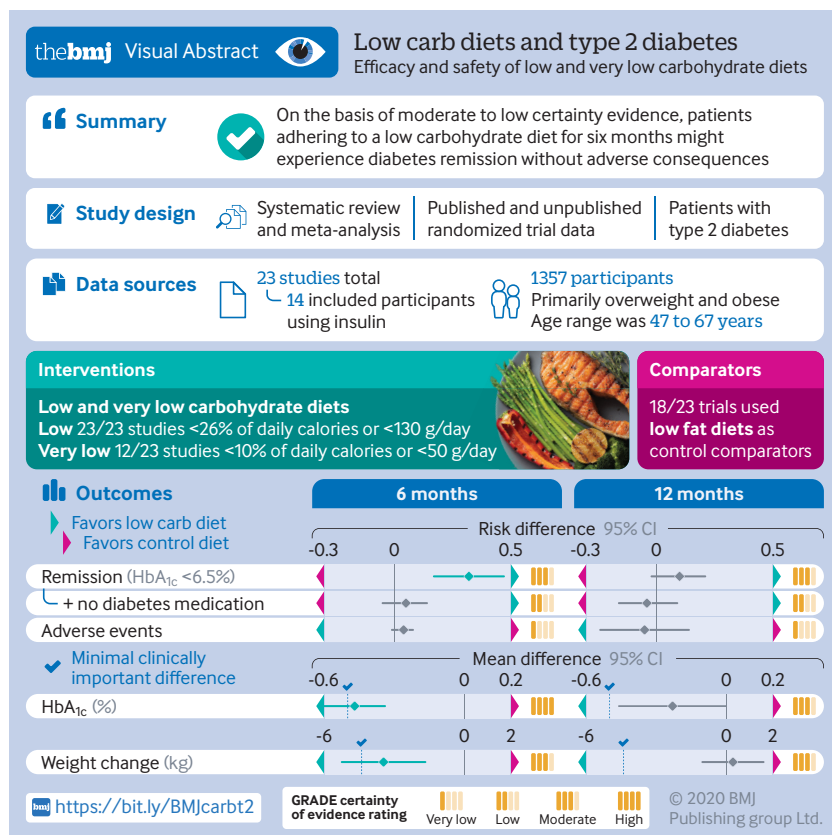 thebmj Visual Abstract
Low carb diets and type 2 diabetes
Efficacy and safety of low and very low carbohydrate diets
Summary
On the basis of moderate to low certainty evidence, patients
adhering to a low carbohydrate diet for six months might
experience diabetes remission without adverse consequences
Study design
Systematic review
and meta-analysis
Published and unpublished
randomized trial data
Patients with
type 2 diabetes
Data sources
23 studies total
14 included participants
using insulin
1357 participants
Primarily overweight and obese
Age range was 47 to 67 years
Interventions
Low and very low carbohydrate diets
Low 23/23 studies <26% of daily calories or <130 g/day
Very low 12/23 studies <10% of daily calories or <50 g/day
Comparators
18/23 trials used
low fat diets as
control comparators
Outcomes
6 months
12 months
Favors low carb diet
Favors control diet
Risk difference 95% CI
-0.3 0 0.5 -0.3 0 0.5
Remission (HbA1c <6.5%)
+ no diabetes medication
Adverse events
Minimal clinically
important difference
Mean difference 95% CI
-0.6 0 0.2 -0.6 0 0.2
HbA1c (%)
-6 0 2 -6 0 2
Weight change (kg)
bmj https://bit.ly/BMJcarbt2
GRADE certainty
of evidence rating
Very low Low Moderate High
© 2020 BMJ
Publishing group Ltd.